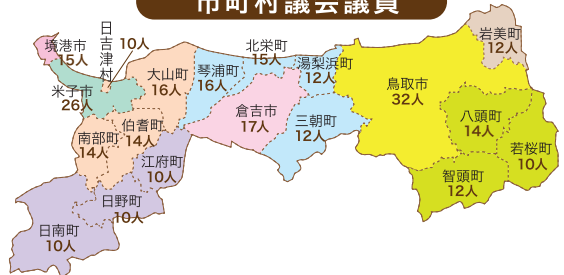 市町村議会議員
境港市
15人
日吉津村
10人
米子市
26人
大山町
16人
琴浦町
16人
北栄町
15人
湯梨浜町
12人
鳥取市
32人
岩美町
12人
倉吉市
17人
三朝町
12人
八頭町
14人
若桜町
10人
智頭町
12人
南部町
14人
伯耆町
14人
江府町
10人
日野町
10人
日南町
10人